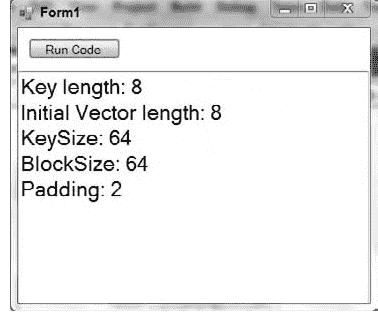 Form1
Run Code
Key length: 8
Initial Vector length: 8
KeySize: 64
BlockSize: 64
Padding: 2